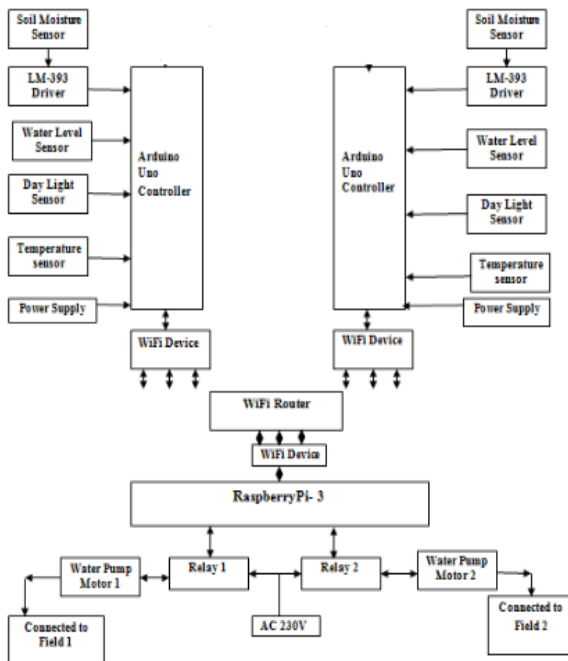 Soil Moisture
Sensor
LM-393
Driver
Water Level
Sensor
Day Light
Sensor
Temperature
sensor
Power Supply
Arduino
Uno
Controller
WiFi Device
Soil Moisture
Sensor
LM-393
Driver
Water Level
Sensor
Day Light
Sensor
Temperature
sensor
Power Supply
Arduino
Uno
Controller
WiFi Device
WiFi Router
WiFi Device
RaspberryPi- 3
Water Pump
Motor 1
Relay 1
Relay 2
Water Pump
Motor 2
Connected to
Field 1
AC 230V
Connected to
Field 2